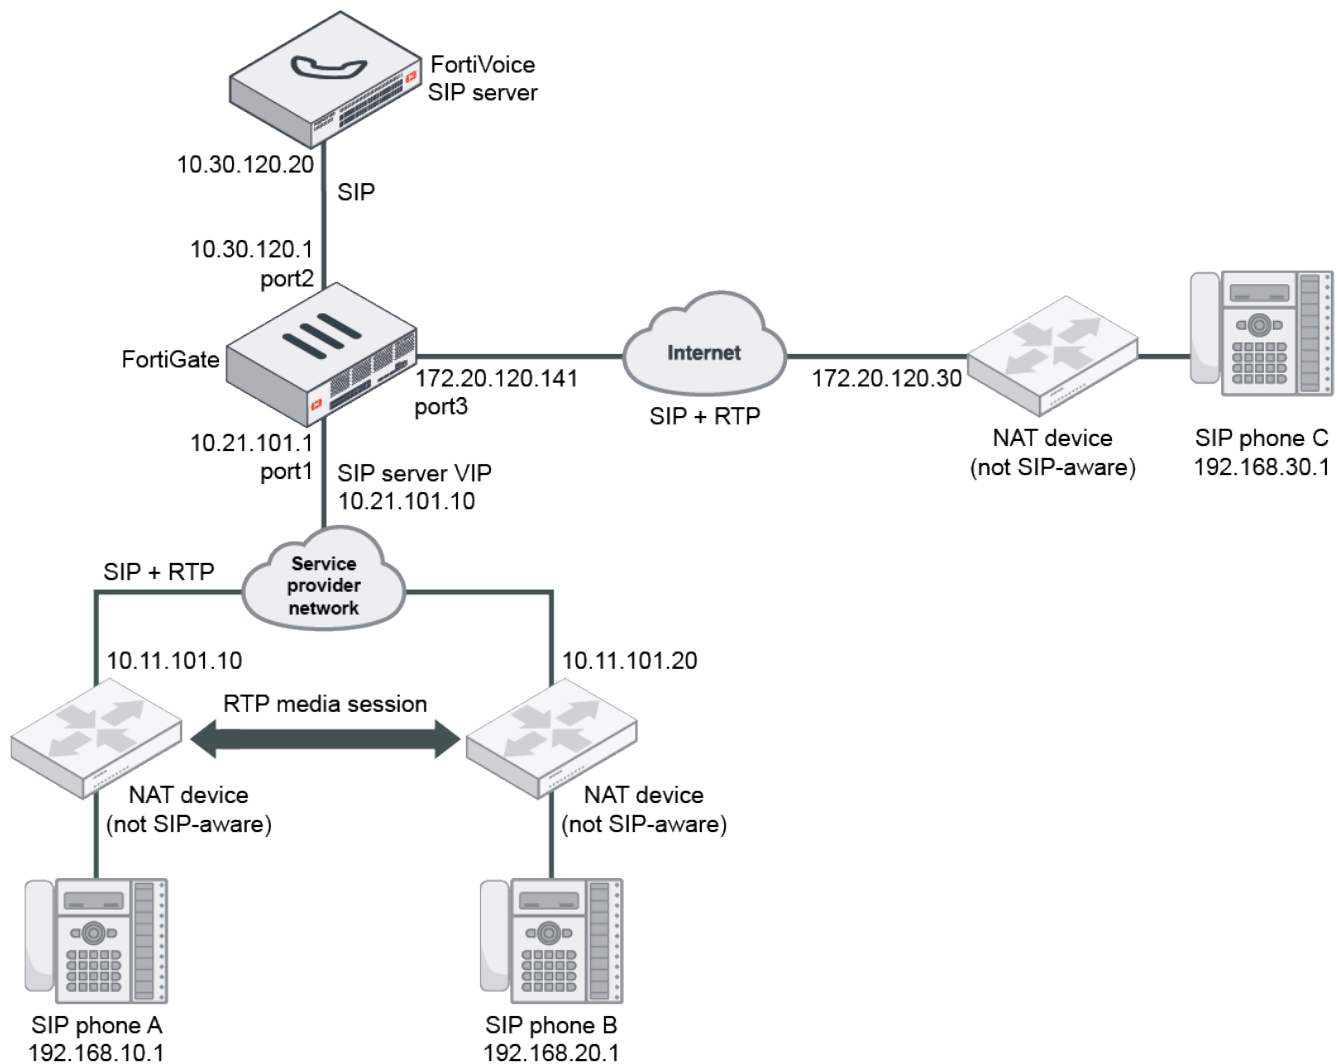 FortiVoice
SIP server
10.30.120.20
SIP
10.30.120.1
port2
FortiGate
172.20.120.141
port3
Internet
SIP + RTP
172.20.120.30
NAT device
(not SIP-aware)
SIP phone C
192.168.30.1
10.21.101.1
port1
SIP server VIP
10.21.101.10
Service
provider
network
SIP + RTP
10.11.101.10
10.11.101.20
RTP media session
NAT device
(not SIP-aware)
NAT device
(not SIP-aware)
SIP phone A
192.168.10.1
SIP phone B
192.168.20.1